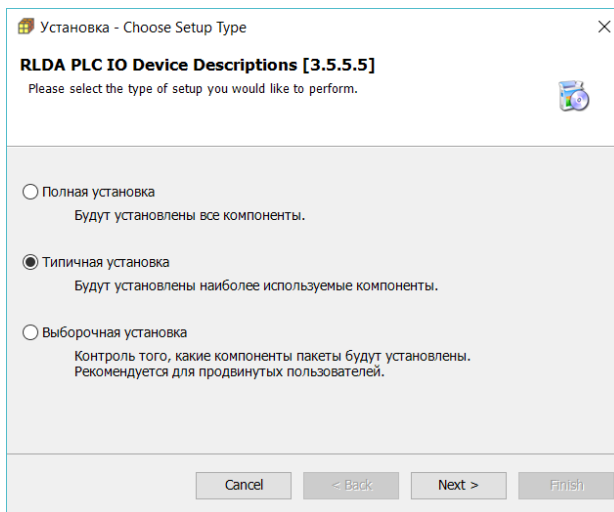 Установка - Choose Setup Type
RLDA PLC IO Device Descriptions [3.5.5.5]
Please select the type of setup you would like to perform.
Полная установка
Будут установлены все компоненты.
Типичная установка
Будут установлены наиболее используемые компоненты.
Выборочная установка
Контроль того, какие компоненты пакеты будут установлены.
Рекомендуется для продвинутых пользователей.
Cancel < Back Next > Finish